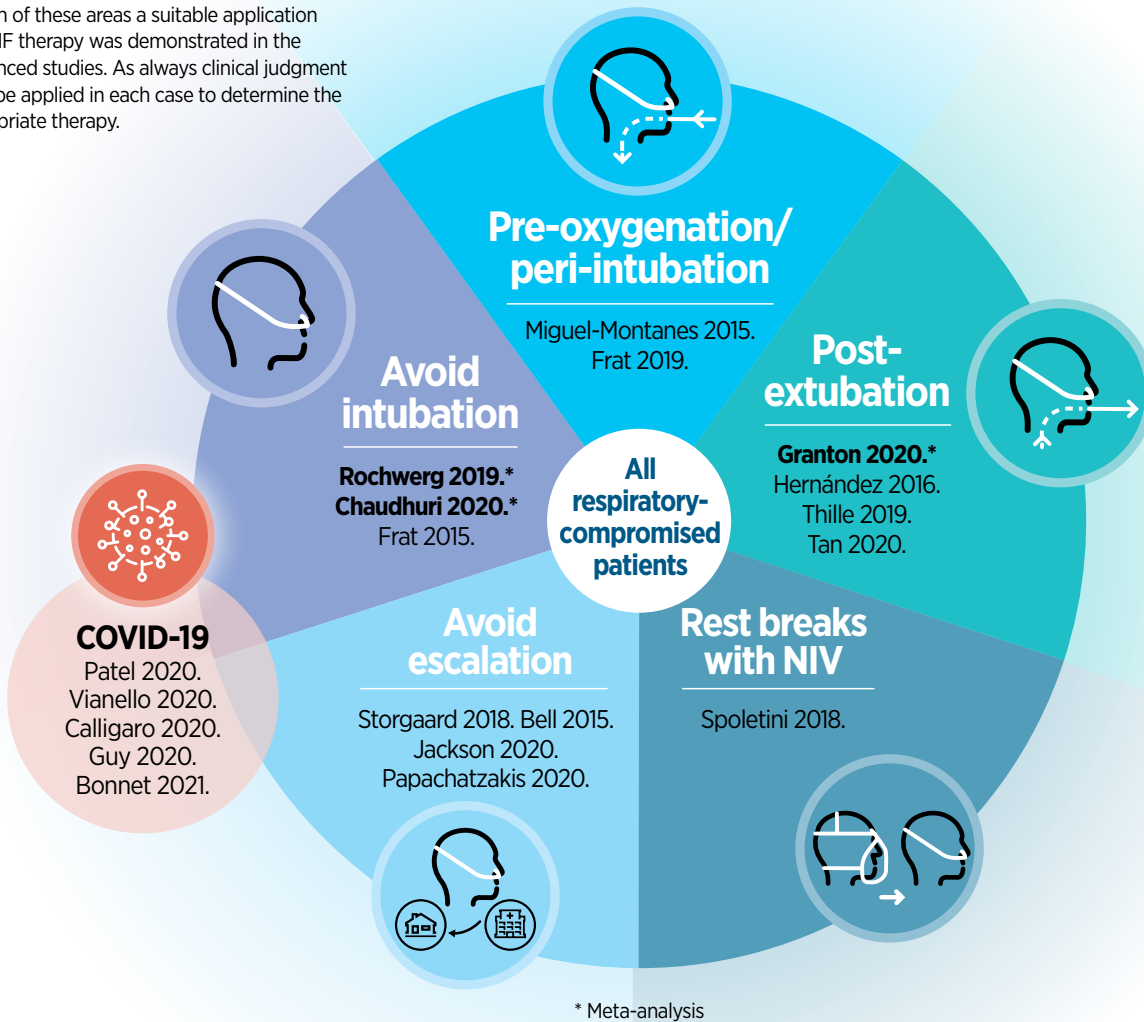 of these areas a suitable application
therapy was demonstrated in the
studies. As always clinical judgment
be applied in each case to determine the
therapy.
Pre-oxygenation/
peri-intubation
Miguel-Montanes 2015.
Frat 2019.
Avoid
intubation
Rochwerg 2019.*
Chaudhuri 2020.*
Frat 2015.
Post-
extubation
Granton 2020.*
Hernández 2016.
Thille 2019.
Tan 2020.
All
respiratory-
compromised
patients
COVID-19
Patel 2020.
Vianello 2020.
Calligaro 2020.
Guy 2020.
Bonnet 2021.
Avoid
escalation
Storgaard 2018. Bell 2015.
Jackson 2020.
Papachatzakis 2020.
Rest breaks
with NIV
Spoletini 2018.
* Meta-analysis